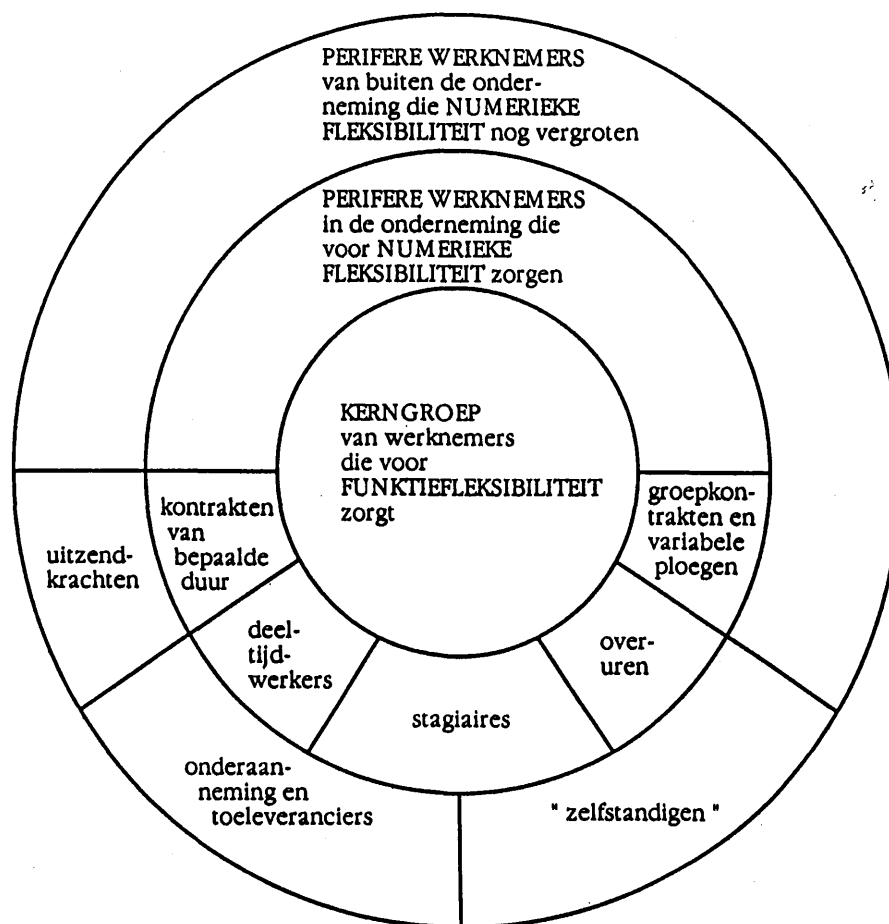 PERIFERE WERKNEMERS
van buiten de onder-
neming die NUMERIEKE
FLEKSIBILITEIT nog vergroten
PERIFERE WERKNEMERS
in de onderneming die
voor NUMERIEKE
FLEKSIBILITEIT zorgen
KERNGROEP
van werknemers
die voor
FUNKTIEFLEKSIBILITEIT
zorgt
uitzend-
krachten
kontrakten
van
bepaalde
duur
groepkon-
trakten en
variabele
ploegen
deel-
tijd-
werkers
over-
uren
stagiaires
onderaan-
neming en
toeleveranciers
" zelfstandigen "